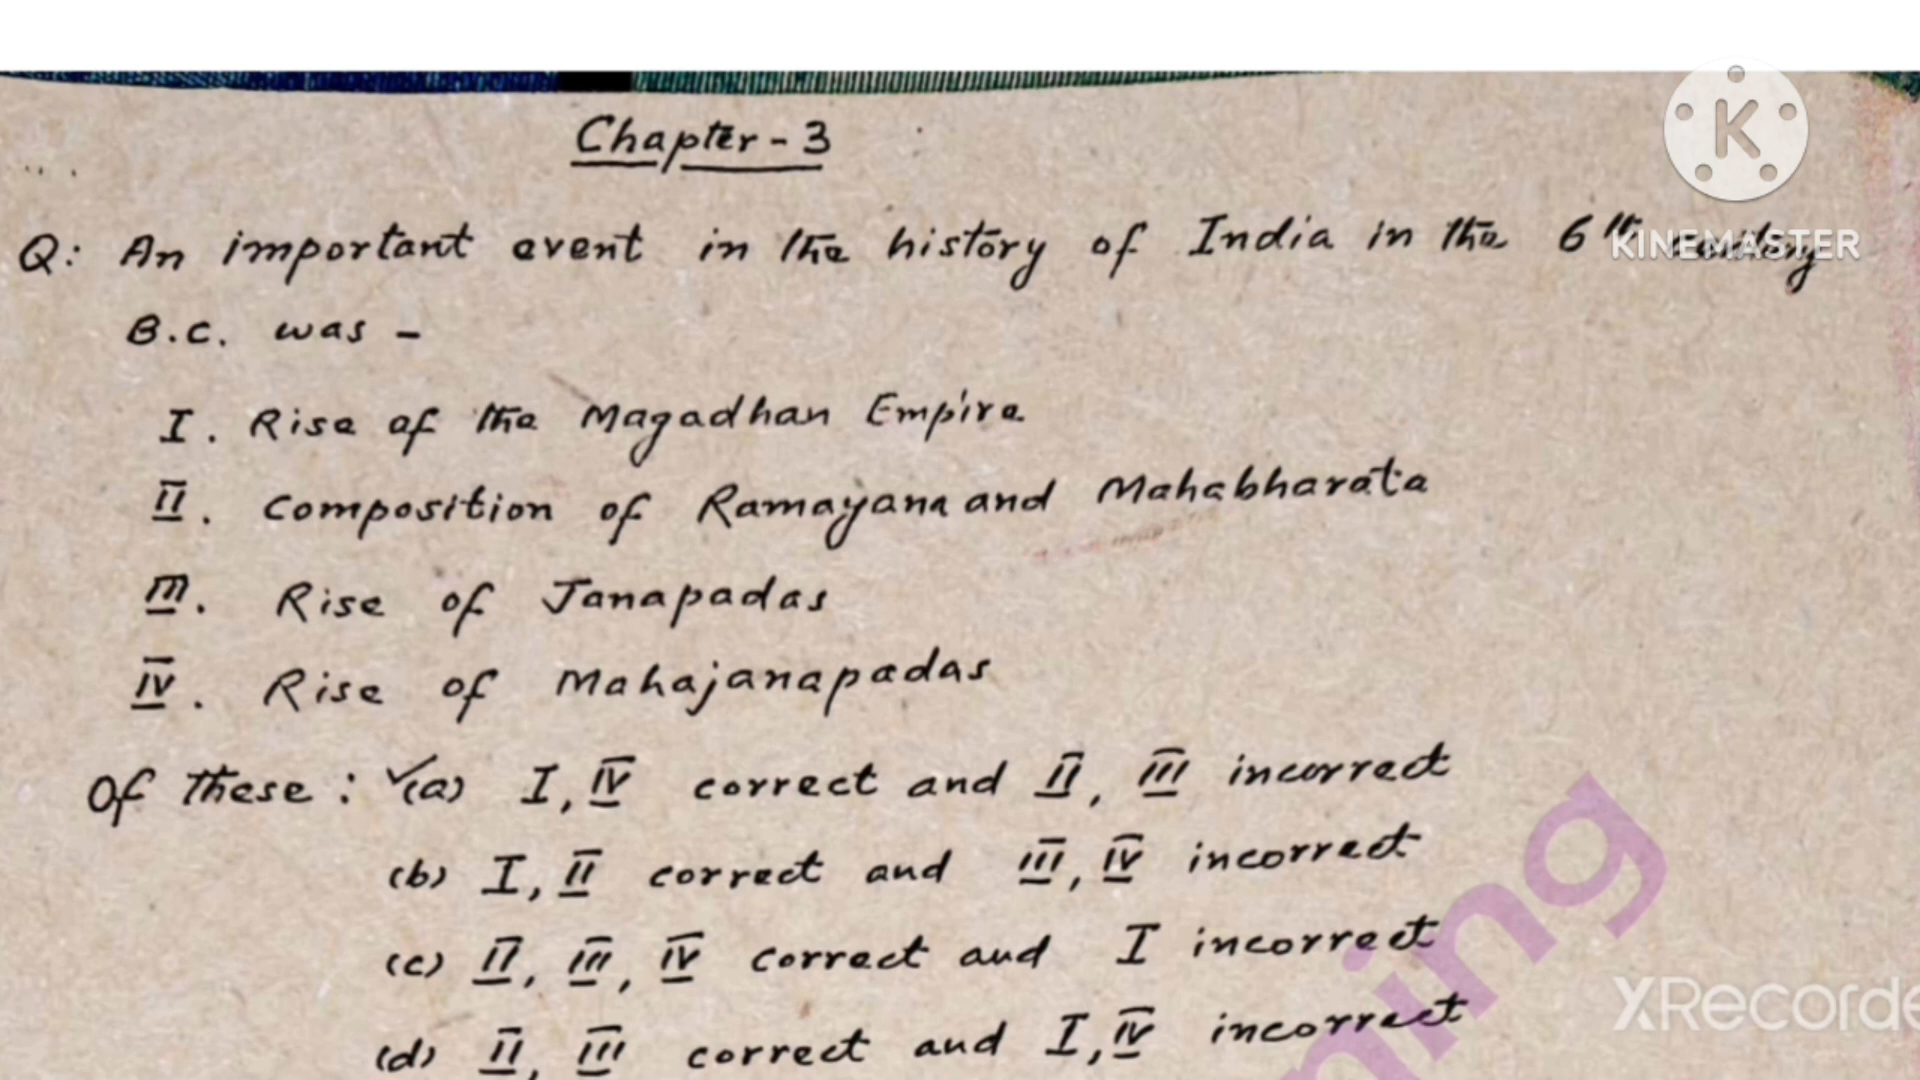 Chapter - 3
K
Q: An important event in the history of India in the 6th century
KINEMASTER
B.C. was -
I. Rise of the Magadhan Empire
II. Composition of Ramayana and Mahabharata
III. Rise of Janapadas
IV. Rise of Mahajanapadas
Of these: ✓(a) I, IV correct and II, III incorrect
(b) I, II correct and III, IV incorrect
(c) II, III, IV correct and I incorrect
XRecorde
(d) II, III correct and I, IV incorrect
ning